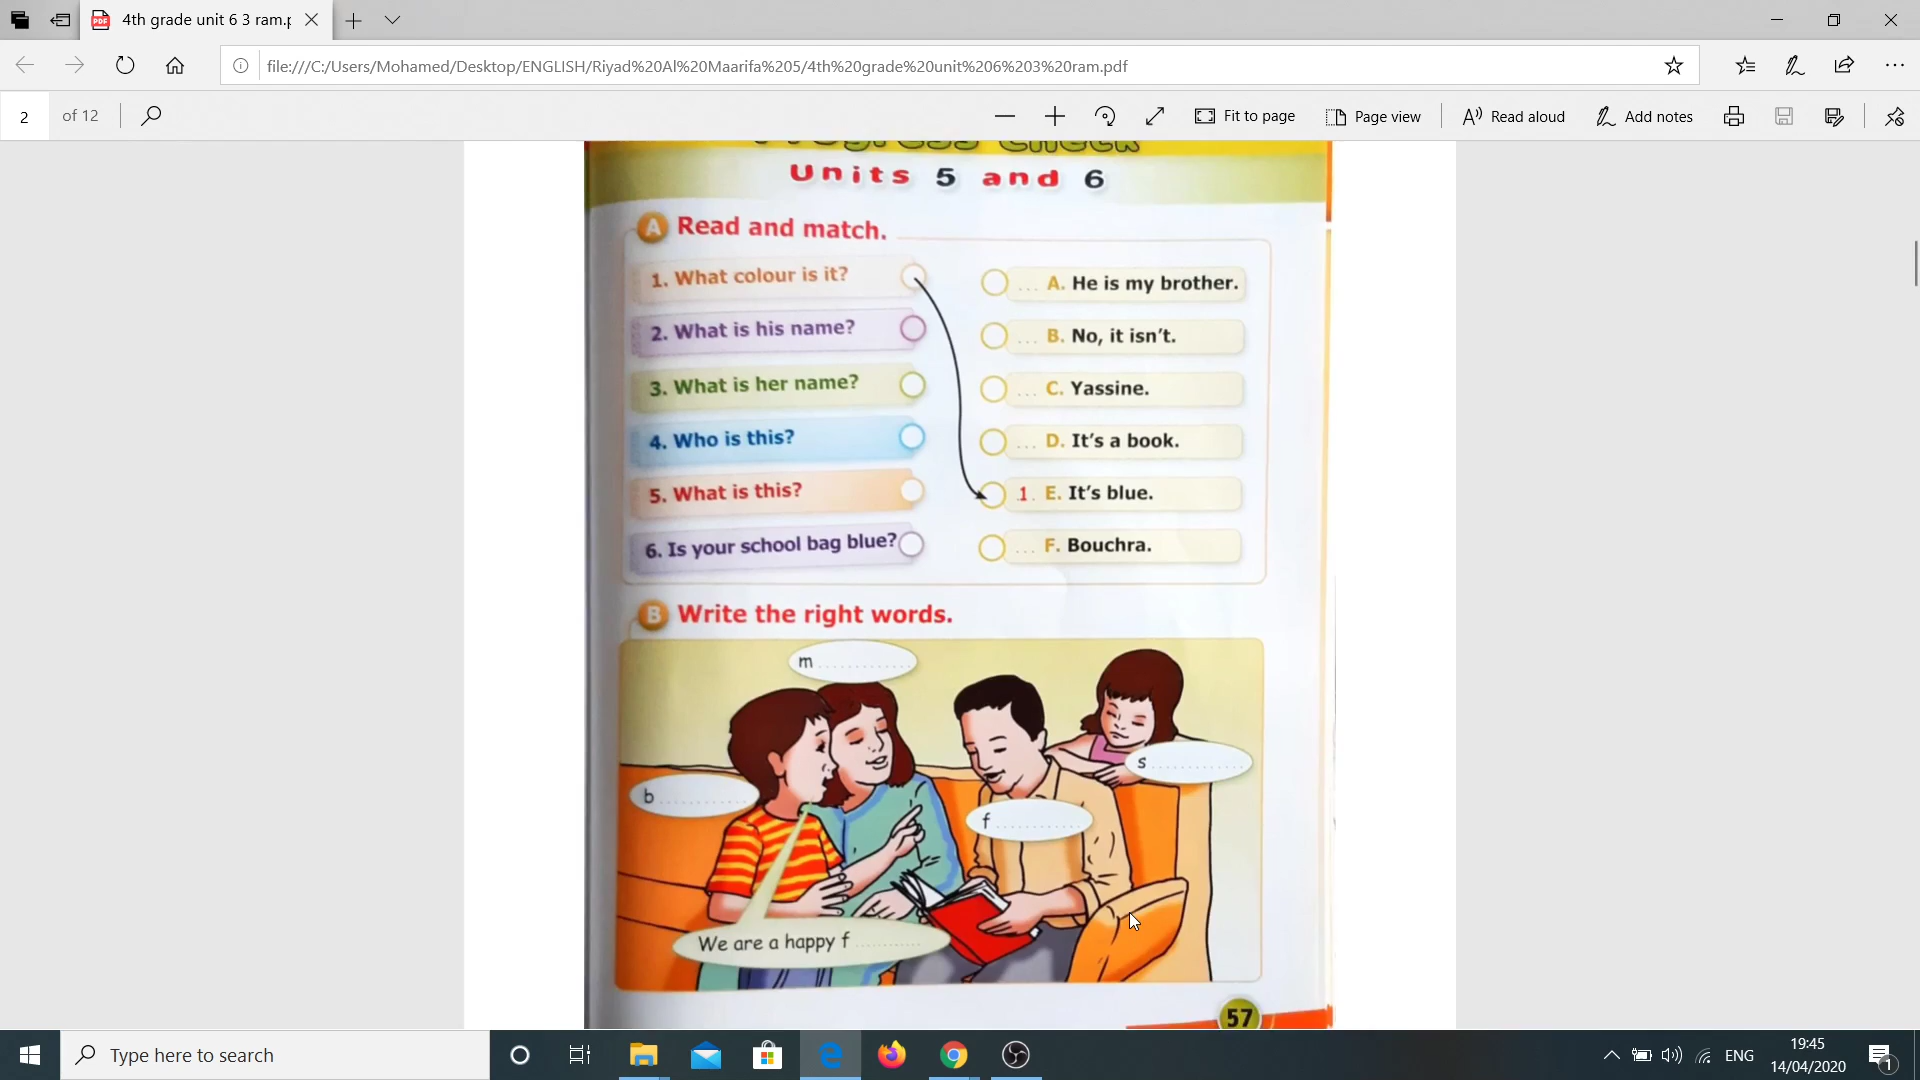 4th grade unit 6 3 ram.p
file:///C:/Users/Mohamed/Desktop/ENGLISH/Riyad%20Al%20Maarifa%205/4th%20grade%20unit%206%203%20ram.pdf
2 of 12
Fit to page
Page view
Read aloud
Add notes
Progress Check
Units 5 and 6
A Read and match.
1. What colour is it?
... A. He is my brother.
2. What is his name?
... B. No, it isn't.
3. What is her name?
... C. Yassine.
4. Who is this?
... D. It's a book.
5. What is this?
1. E. It's blue.
6. Is your school bag blue?
... F. Bouchra.
B Write the right words.
m............
s............
b............
f............
We are a happy f..........
57
Type here to search
ENG
19:45
14/04/2020
1